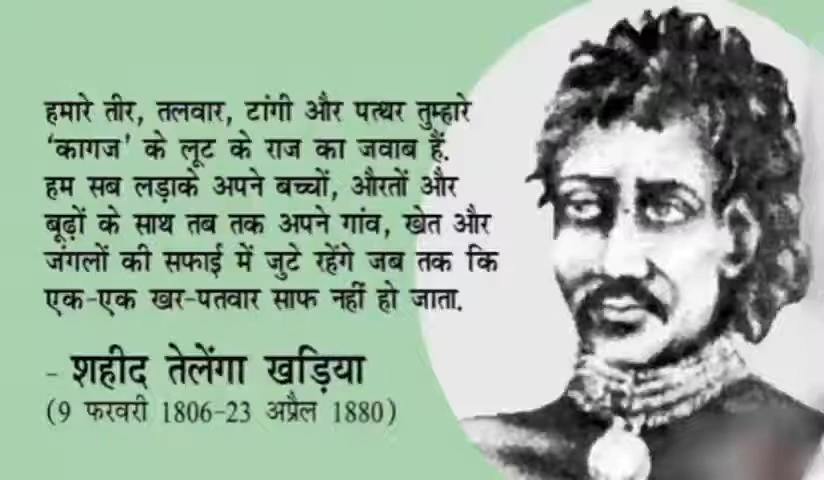 हमारे तीर, तलवार, टांगी और पत्थर तुम्हारे
‘कागज’ के लूट के राज का जवाब हैं.
हम सब लड़ाके अपने बच्चों, औरतों और
बूढ़ों के साथ तब तक अपने गांव, खेत और
जंगलों की सफाई में जुटे रहेंगे जब तक कि
एक-एक खर-पतवार साफ नहीं हो जाता.
- शहीद तेलेंगा खड़िया
(9 फरवरी 1806-23 अप्रैल 1880)